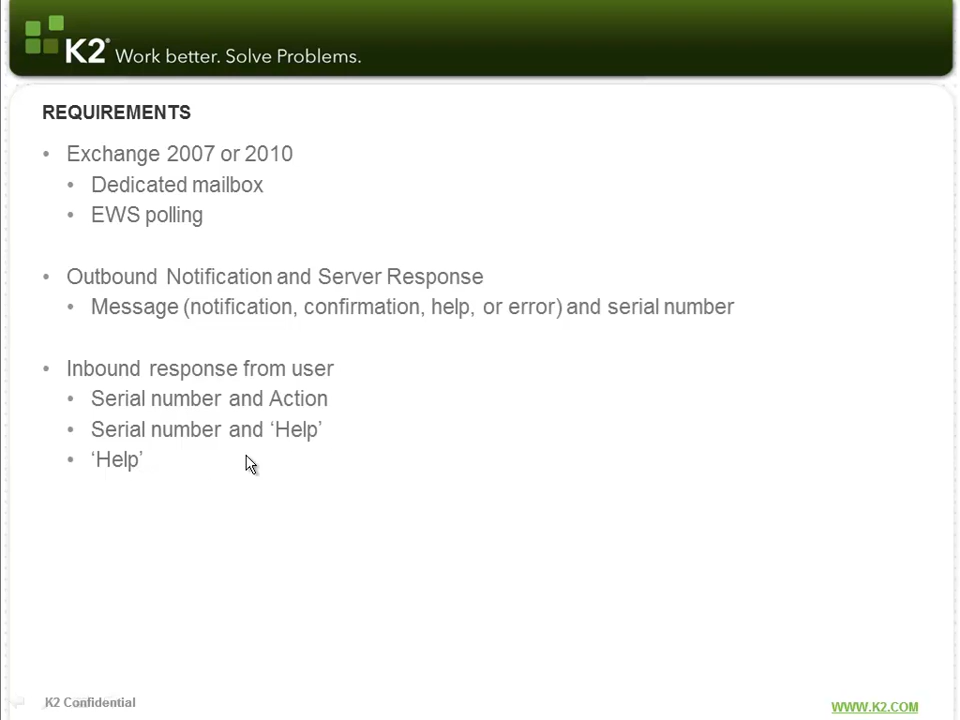 K2® Work better. Solve Problems.
REQUIREMENTS
• Exchange 2007 or 2010
• Dedicated mailbox
• EWS polling
• Outbound Notification and Server Response
• Message (notification, confirmation, help, or error) and serial number
• Inbound response from user
• Serial number and Action
• Serial number and ‘Help’
• ‘Help’
K2 Confidential
WWW.K2.COM